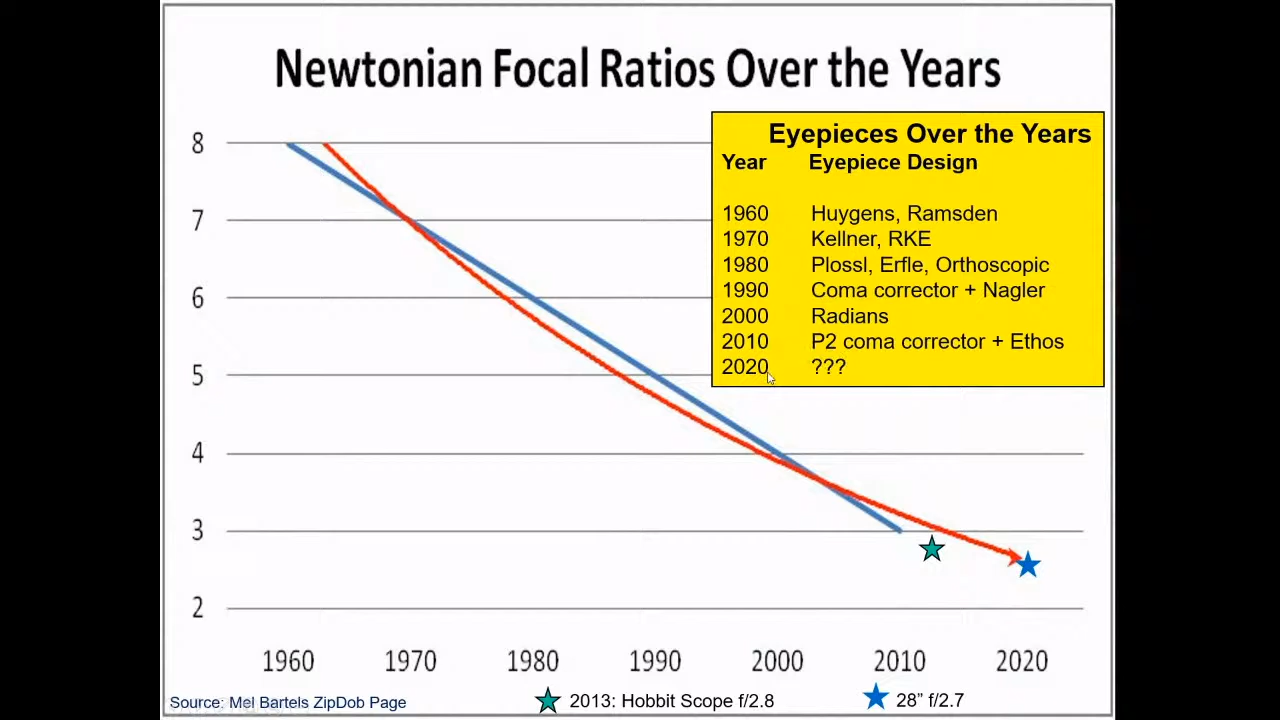 Newtonian Focal Ratios Over the Years
Eyepieces Over the Years
Year Eyepiece Design
1960 Huygens, Ramsden
1970 Kellner, RKE
1980 Plossl, Erfle, Orthoscopic
1990 Coma corrector + Nagler
2000 Radians
2010 P2 coma corrector + Ethos
2020 ???
8
7
6
5
4
3
2
1960 1970 1980 1990 2000 2010 2020
Source: Mel Bartels ZipDob Page
2013: Hobbit Scope f/2.8
28” f/2.7